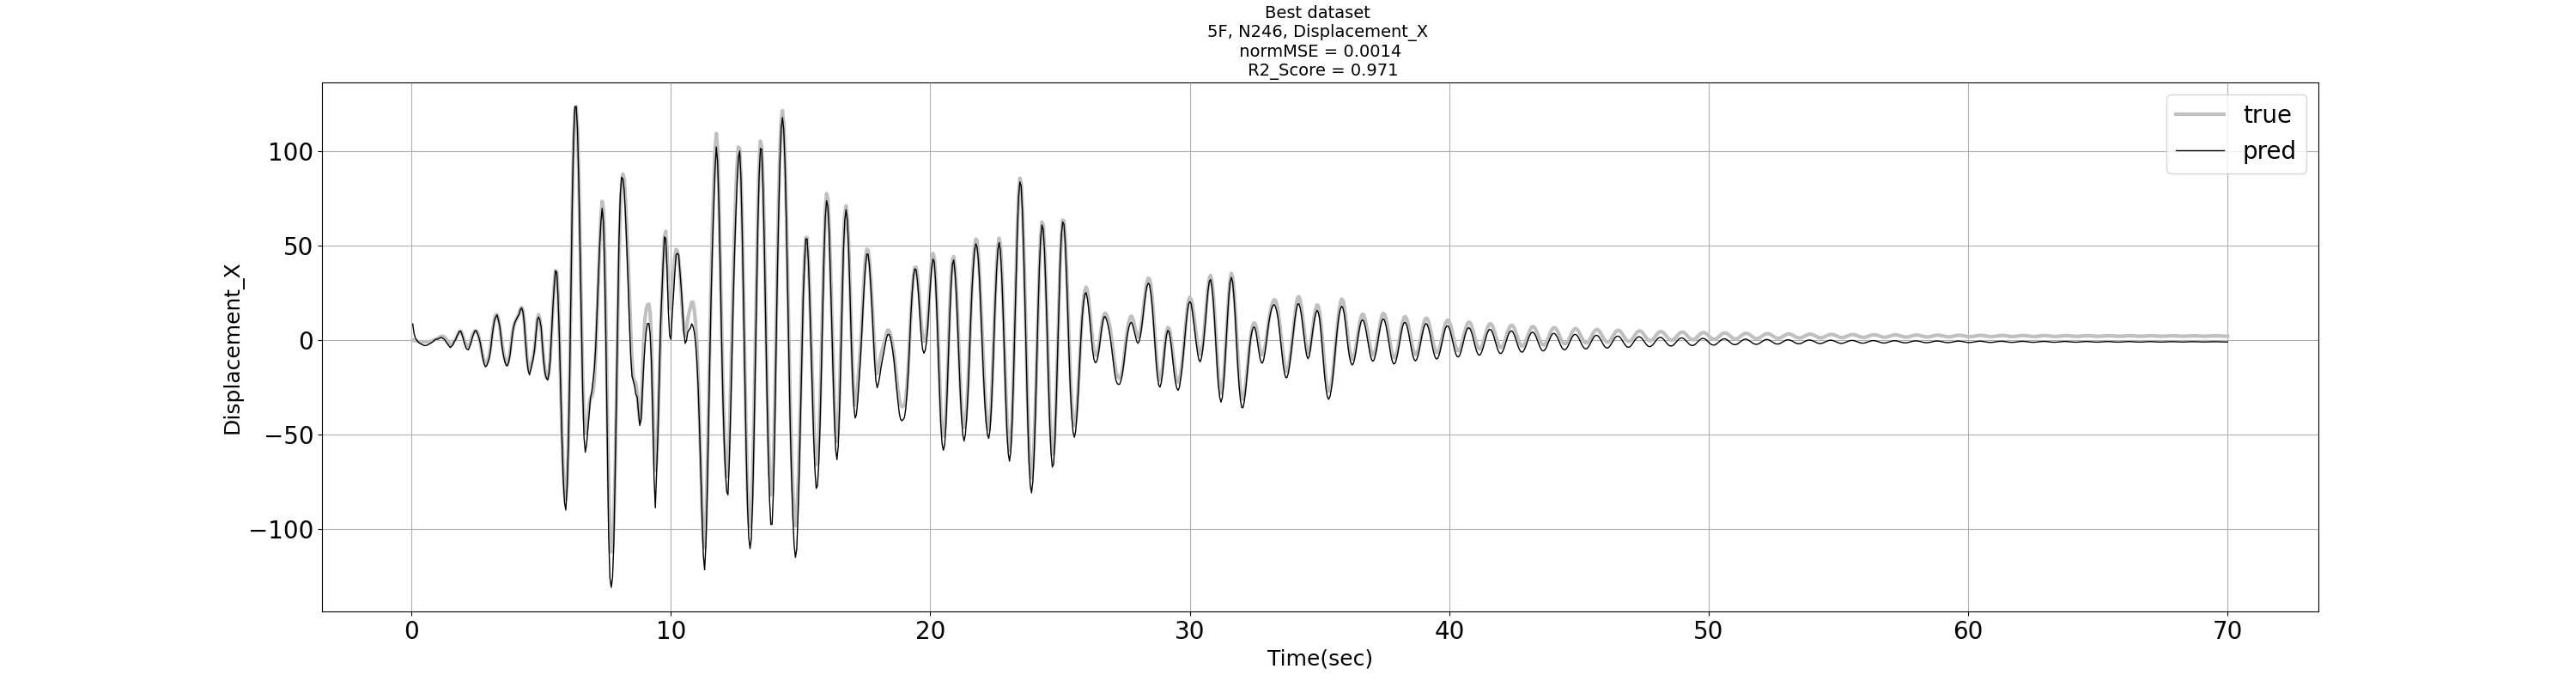 Best dataset
5F, N246, Displacement_X
normMSE = 0.0014
R2_Score = 0.971
true
pred
100
50
0
−50
−100
Displacement_X
0 10 20 30 40 50 60 70
Time(sec)